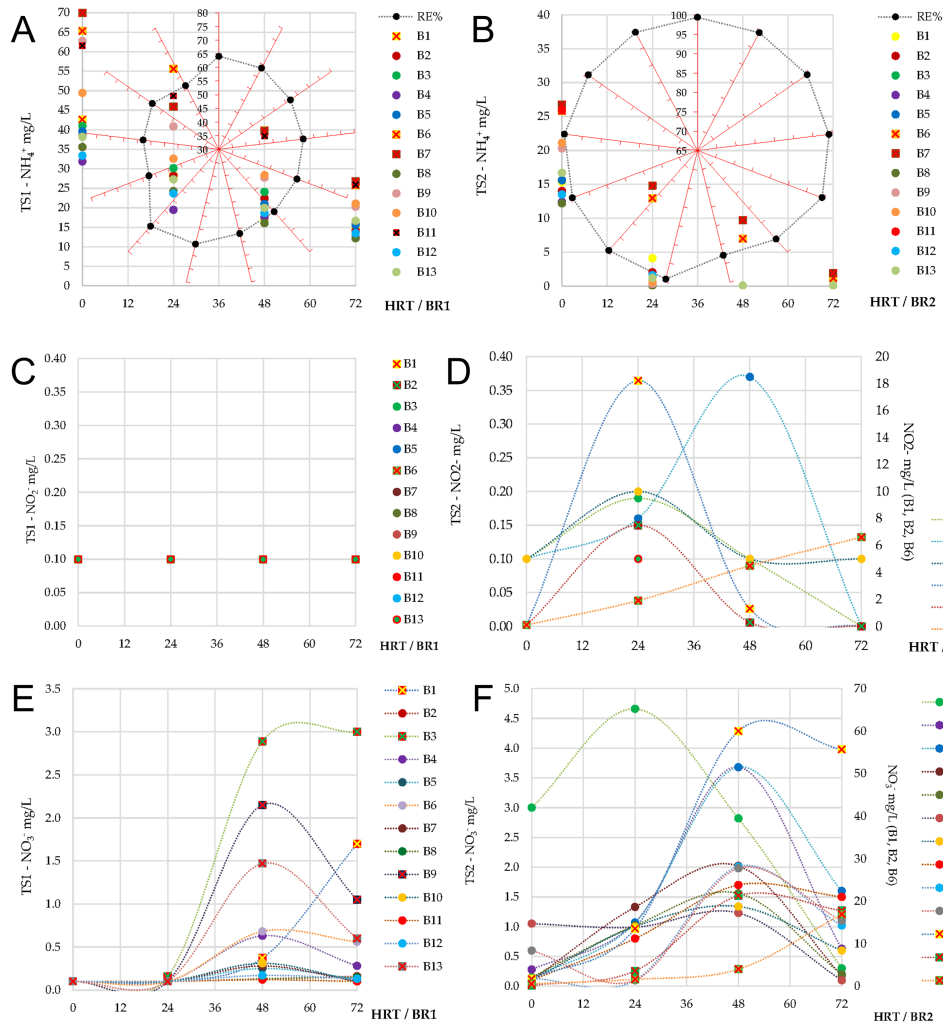 A
TS1 - NH₄⁺ mg/L
70
65
60
55
50
45
40
35
30
25
20
15
10
5
0
80
75
70
65
60
55
50
45
40
35
30
0
12
24
36
48
60
72
HRT / BR1
RE%
B1
B2
B3
B4
B5
B6
B7
B8
B9
B10
B11
B12
B13
B
TS2 - NH₄⁺ mg/L
40
35
30
25
20
15
10
5
0
100
95
90
85
80
75
70
65
0
12
24
36
48
60
72
HRT / BR2
RE%
B1
B2
B3
B4
B5
B6
B7
B8
B9
B10
B11
B12
B13
C
TS1 - NO₂⁻ mg/L
0.40
0.35
0.30
0.25
0.20
0.15
0.10
0.05
0.00
0
12
24
36
48
60
72
HRT / BR1
B1
B2
B3
B4
B5
B6
B7
B8
B9
B10
B11
B12
B13
D
TS2 - NO2- mg/L
0.40
0.35
0.30
0.25
0.20
0.15
0.10
0.05
0.00
0
12
24
36
48
60
72
20
18
16
14
12
10
8
6
4
2
0
NO2- mg/L (B1, B2, B6)
HRT /
E
TS1 - NO₃⁻ mg/L
3.5
3.0
2.5
2.0
1.5
1.0
0.5
0.0
0
12
24
36
48
60
72
HRT / BR1
B1
B2
B3
B4
B5
B6
B7
B8
B9
B10
B11
B12
B13
F
TS2 - NO₃⁻ mg/L
5.0
4.5
4.0
3.5
3.0
2.5
2.0
1.5
1.0
0.5
0.0
0
12
24
36
48
60
72
70
60
50
40
30
20
10
0
NO₃⁻ mg/L (B1, B2, B6)
HRT / BR2